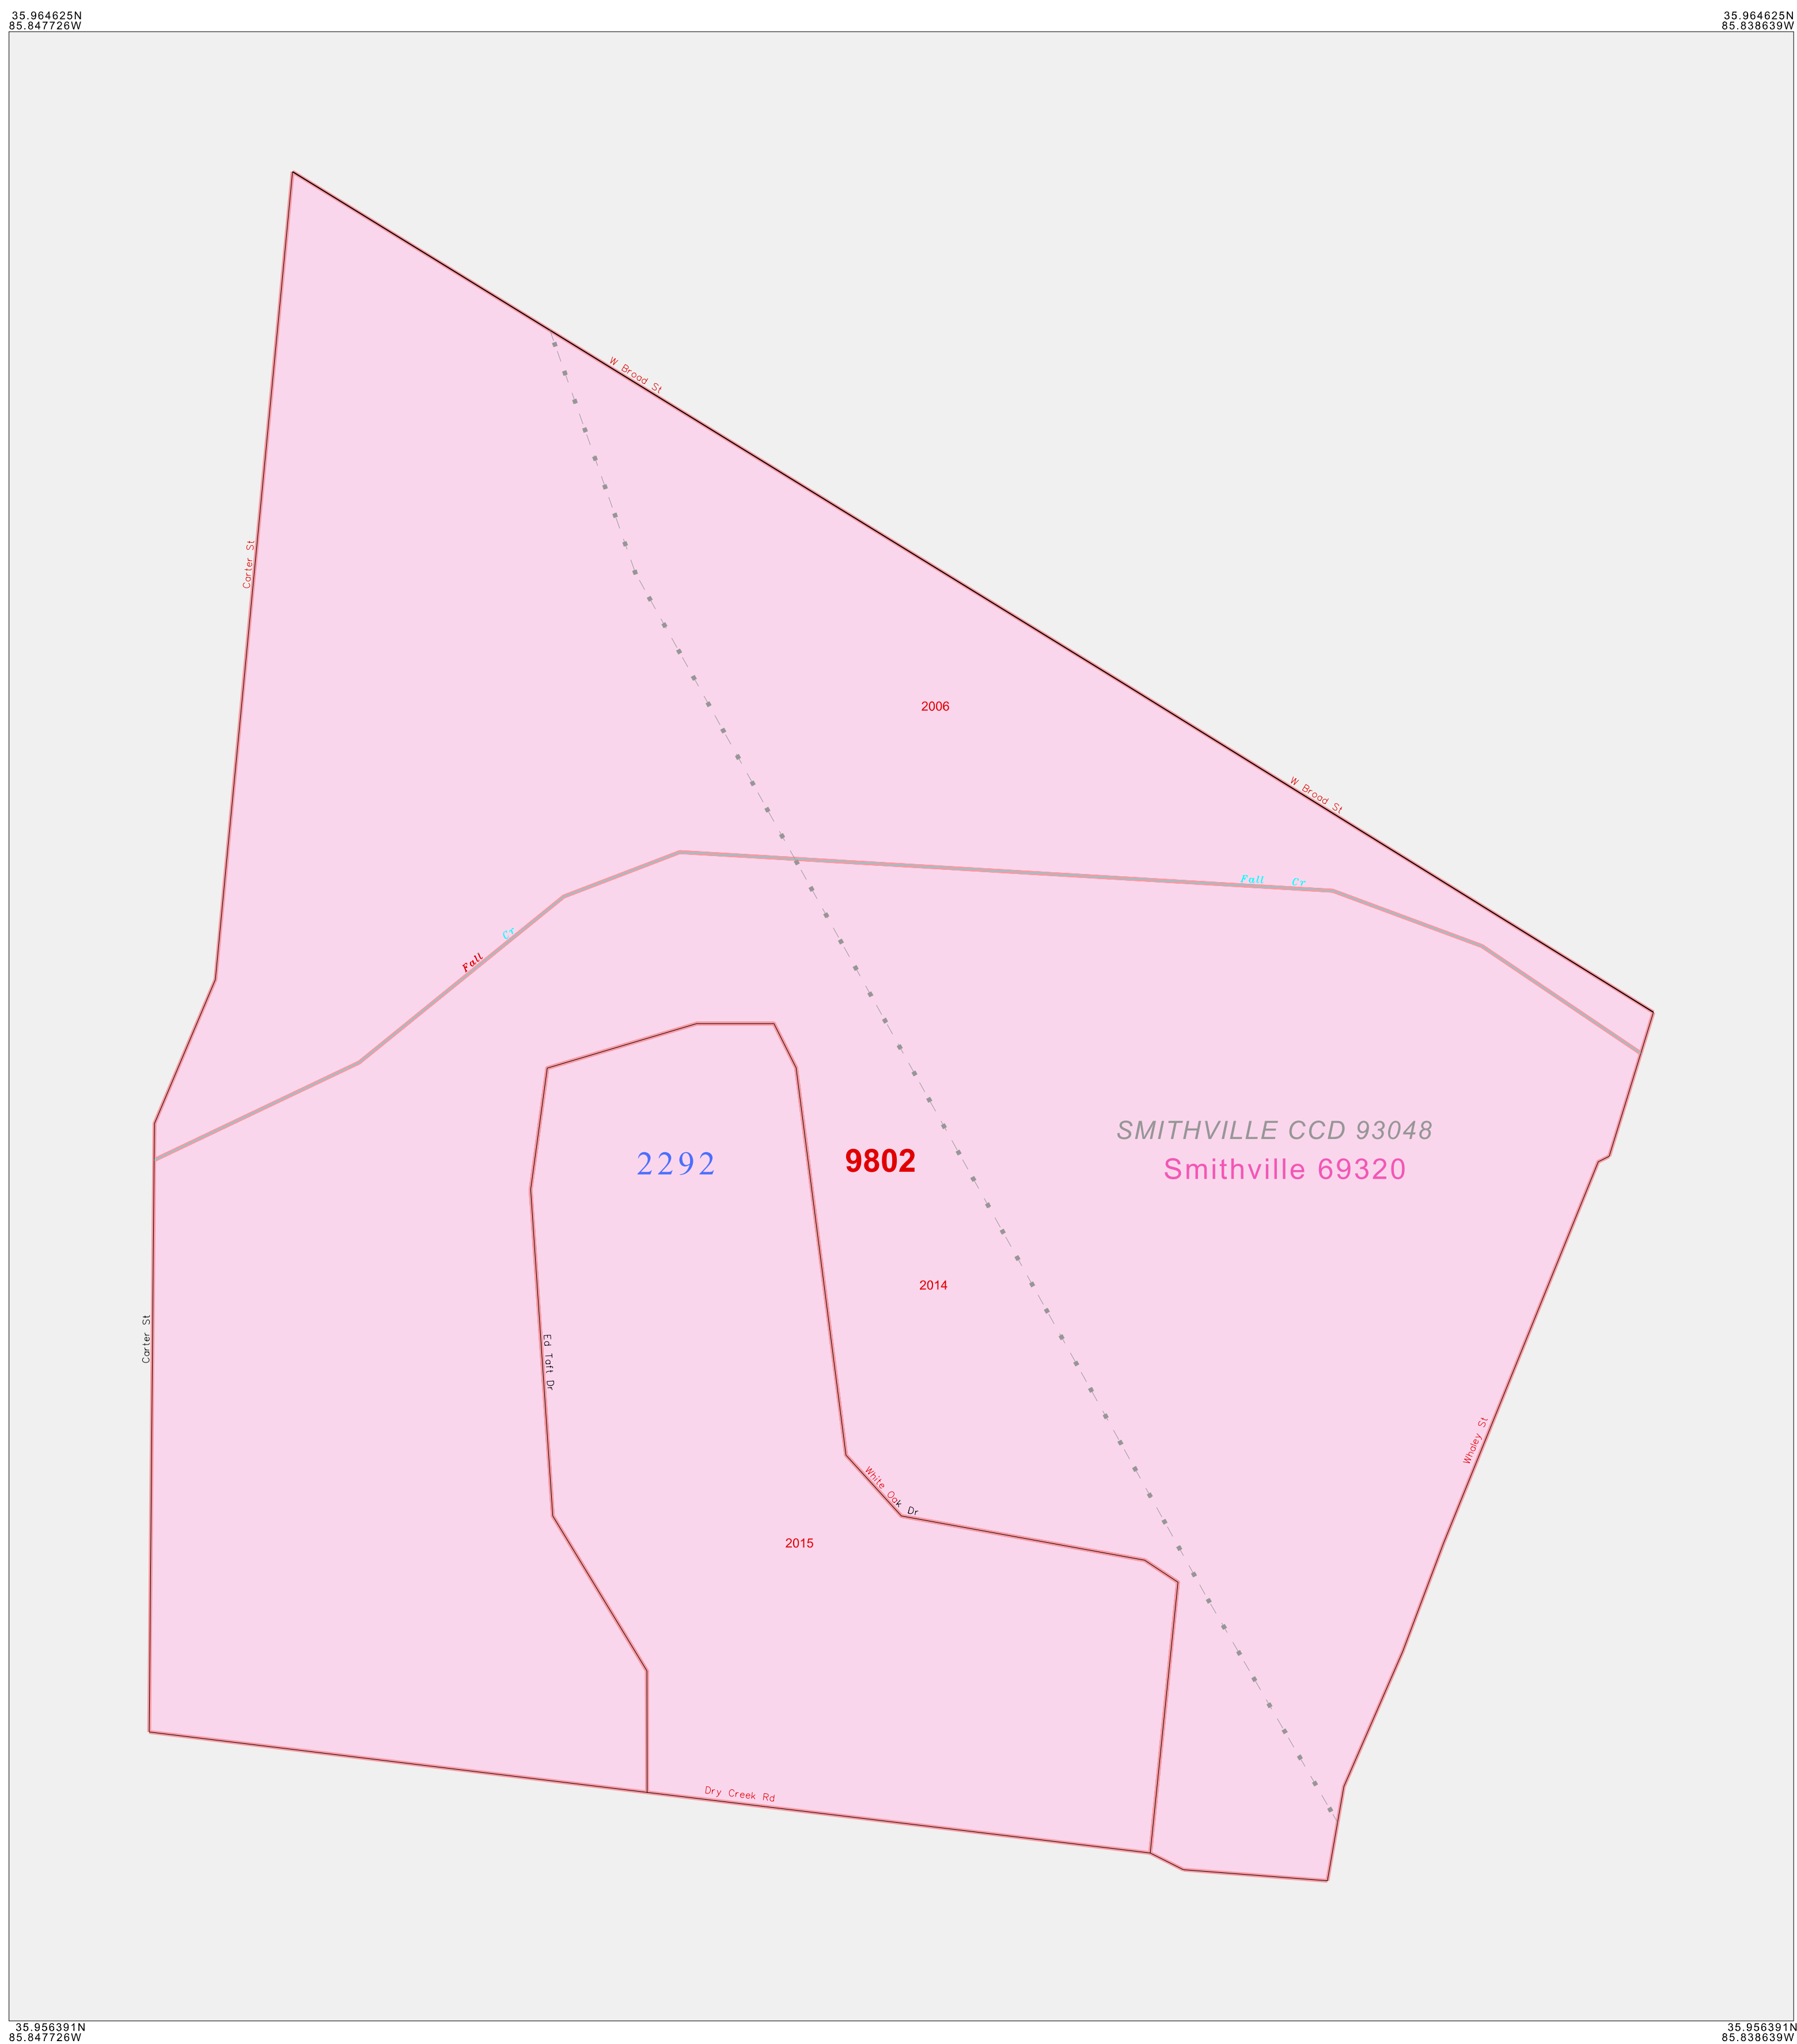 35.964625N
85.847726W
35.964625N
85.838639W
W Broad St
Carter St
2006
W Broad St
Fall Cr
Fall Cr
SMITHVILLE CCD 93048
2292
9802
Smithville 69320
2014
Carter St
Ed Taft Dr
Whaley St
White Oak Dr
2015
Dry Creek Rd
35.956391N
85.847726W
35.956391N
85.838639W